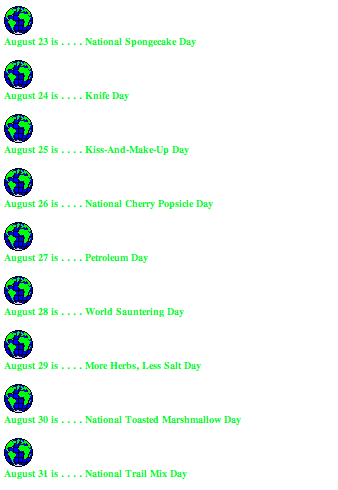 August 23 is . . . . National Spongecake Day
August 24 is . . . . Knife Day
August 25 is . . . . Kiss-And-Make-Up Day
August 26 is . . . . National Cherry Popsicle Day
August 27 is . . . . Petroleum Day
August 28 is . . . . World Sauntering Day
August 29 is . . . . More Herbs, Less Salt Day
August 30 is . . . . National Toasted Marshmallow Day
August 31 is . . . . National Trail Mix Day